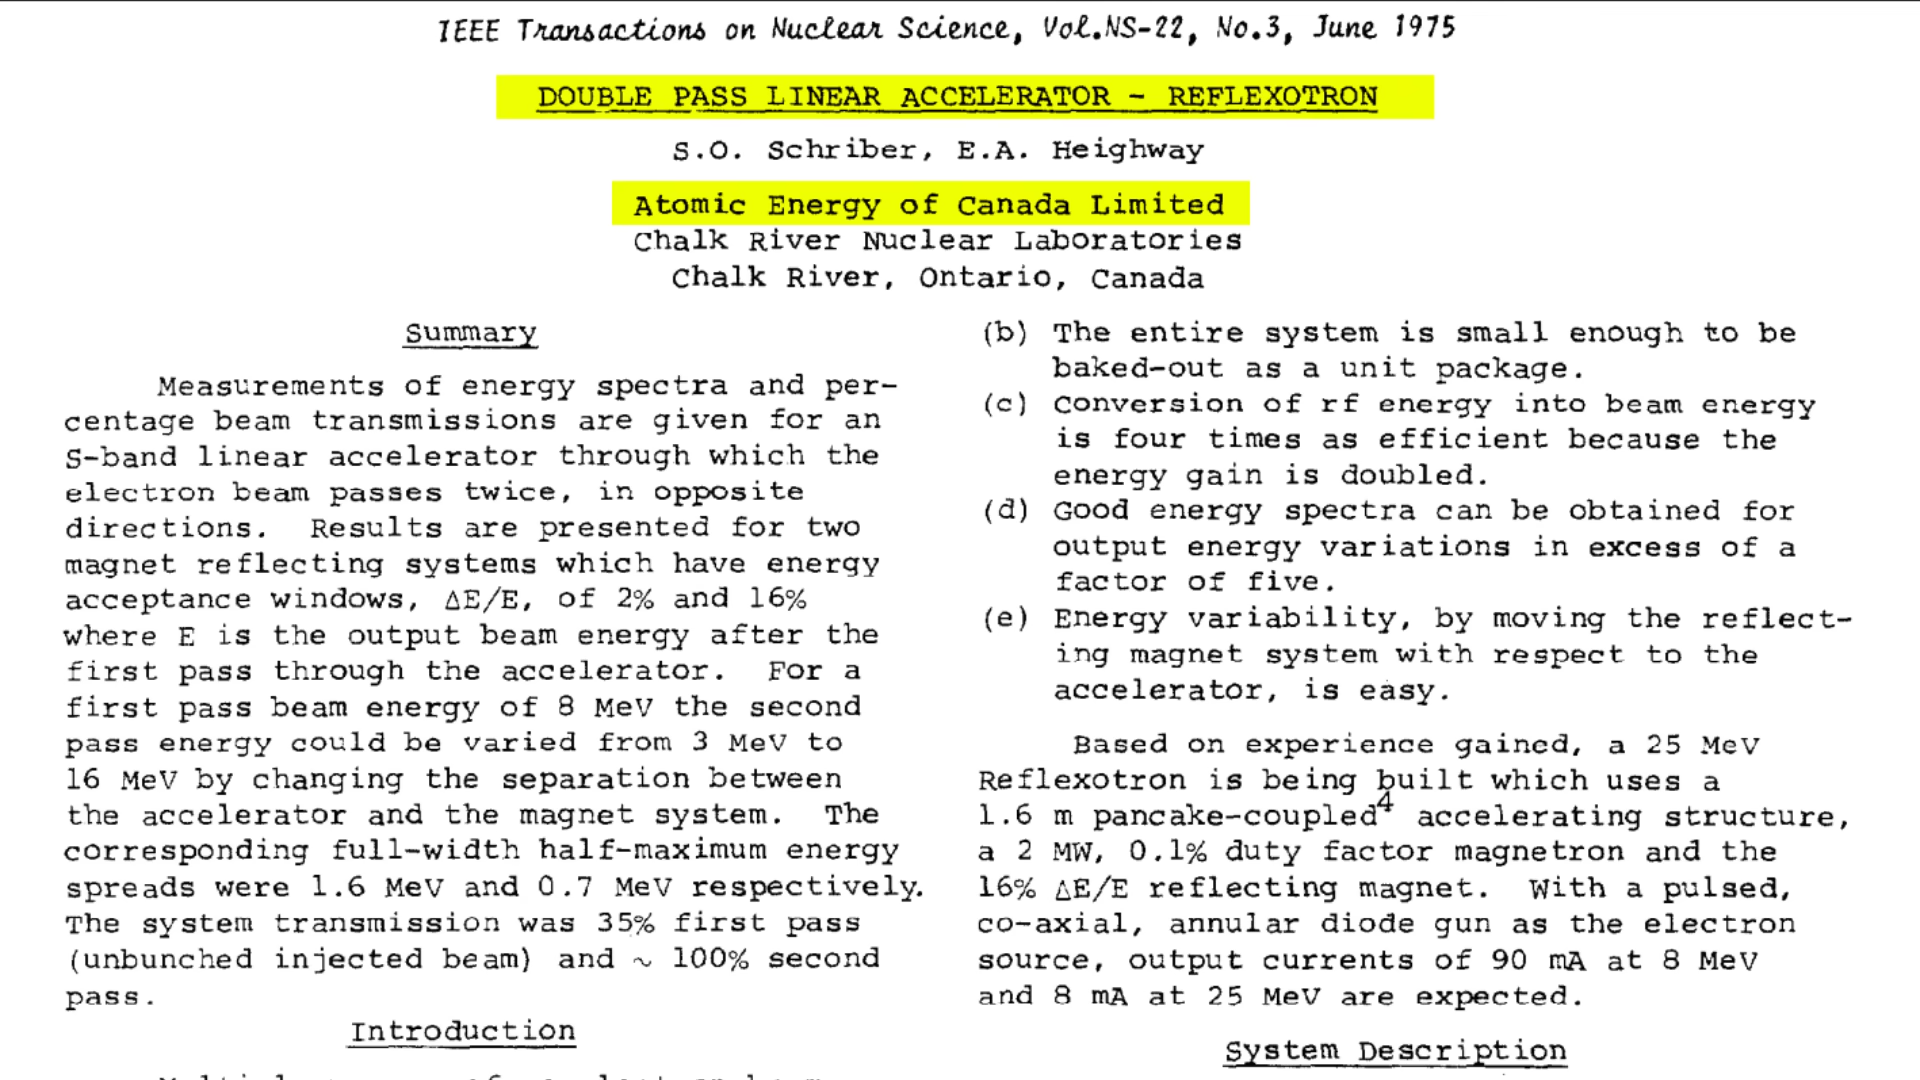 IEEE Transactions on Nuclear Science, Vol.NS-22, No.3, June 1975
DOUBLE PASS LINEAR ACCELERATOR - REFLEXOTRON
S.O. Schriber, E.A. Heighway
Atomic Energy of Canada Limited
Chalk River Nuclear Laboratories
Chalk River, Ontario, Canada
Summary
Measurements of energy spectra and per-
centage beam transmissions are given for an
S-band linear accelerator through which the
electron beam passes twice, in opposite
directions. Results are presented for two
magnet reflecting systems which have energy
acceptance windows, ΔE/E, of 2% and 16%
where E is the output beam energy after the
first pass through the accelerator. For a
first pass beam energy of 8 MeV the second
pass energy could be varied from 3 MeV to
16 MeV by changing the separation between
the accelerator and the magnet system. The
corresponding full-width half-maximum energy
spreads were 1.6 MeV and 0.7 MeV respectively.
The system transmission was 35% first pass
(unbunched injected beam) and ~ 100% second
pass.
Introduction
(b) The entire system is small enough to be
baked-out as a unit package.
(c) Conversion of rf energy into beam energy
is four times as efficient because the
energy gain is doubled.
(d) Good energy spectra can be obtained for
output energy variations in excess of a
factor of five.
(e) Energy variability, by moving the reflect-
ing magnet system with respect to the
accelerator, is easy.
Based on experience gained, a 25 MeV
Reflexotron is being built which uses a
1.6 m pancake-coupled⁴ accelerating structure,
a 2 MW, 0.1% duty factor magnetron and the
16% ΔE/E reflecting magnet. With a pulsed,
co-axial, annular diode gun as the electron
source, output currents of 90 mA at 8 MeV
and 8 mA at 25 MeV are expected.
System Description